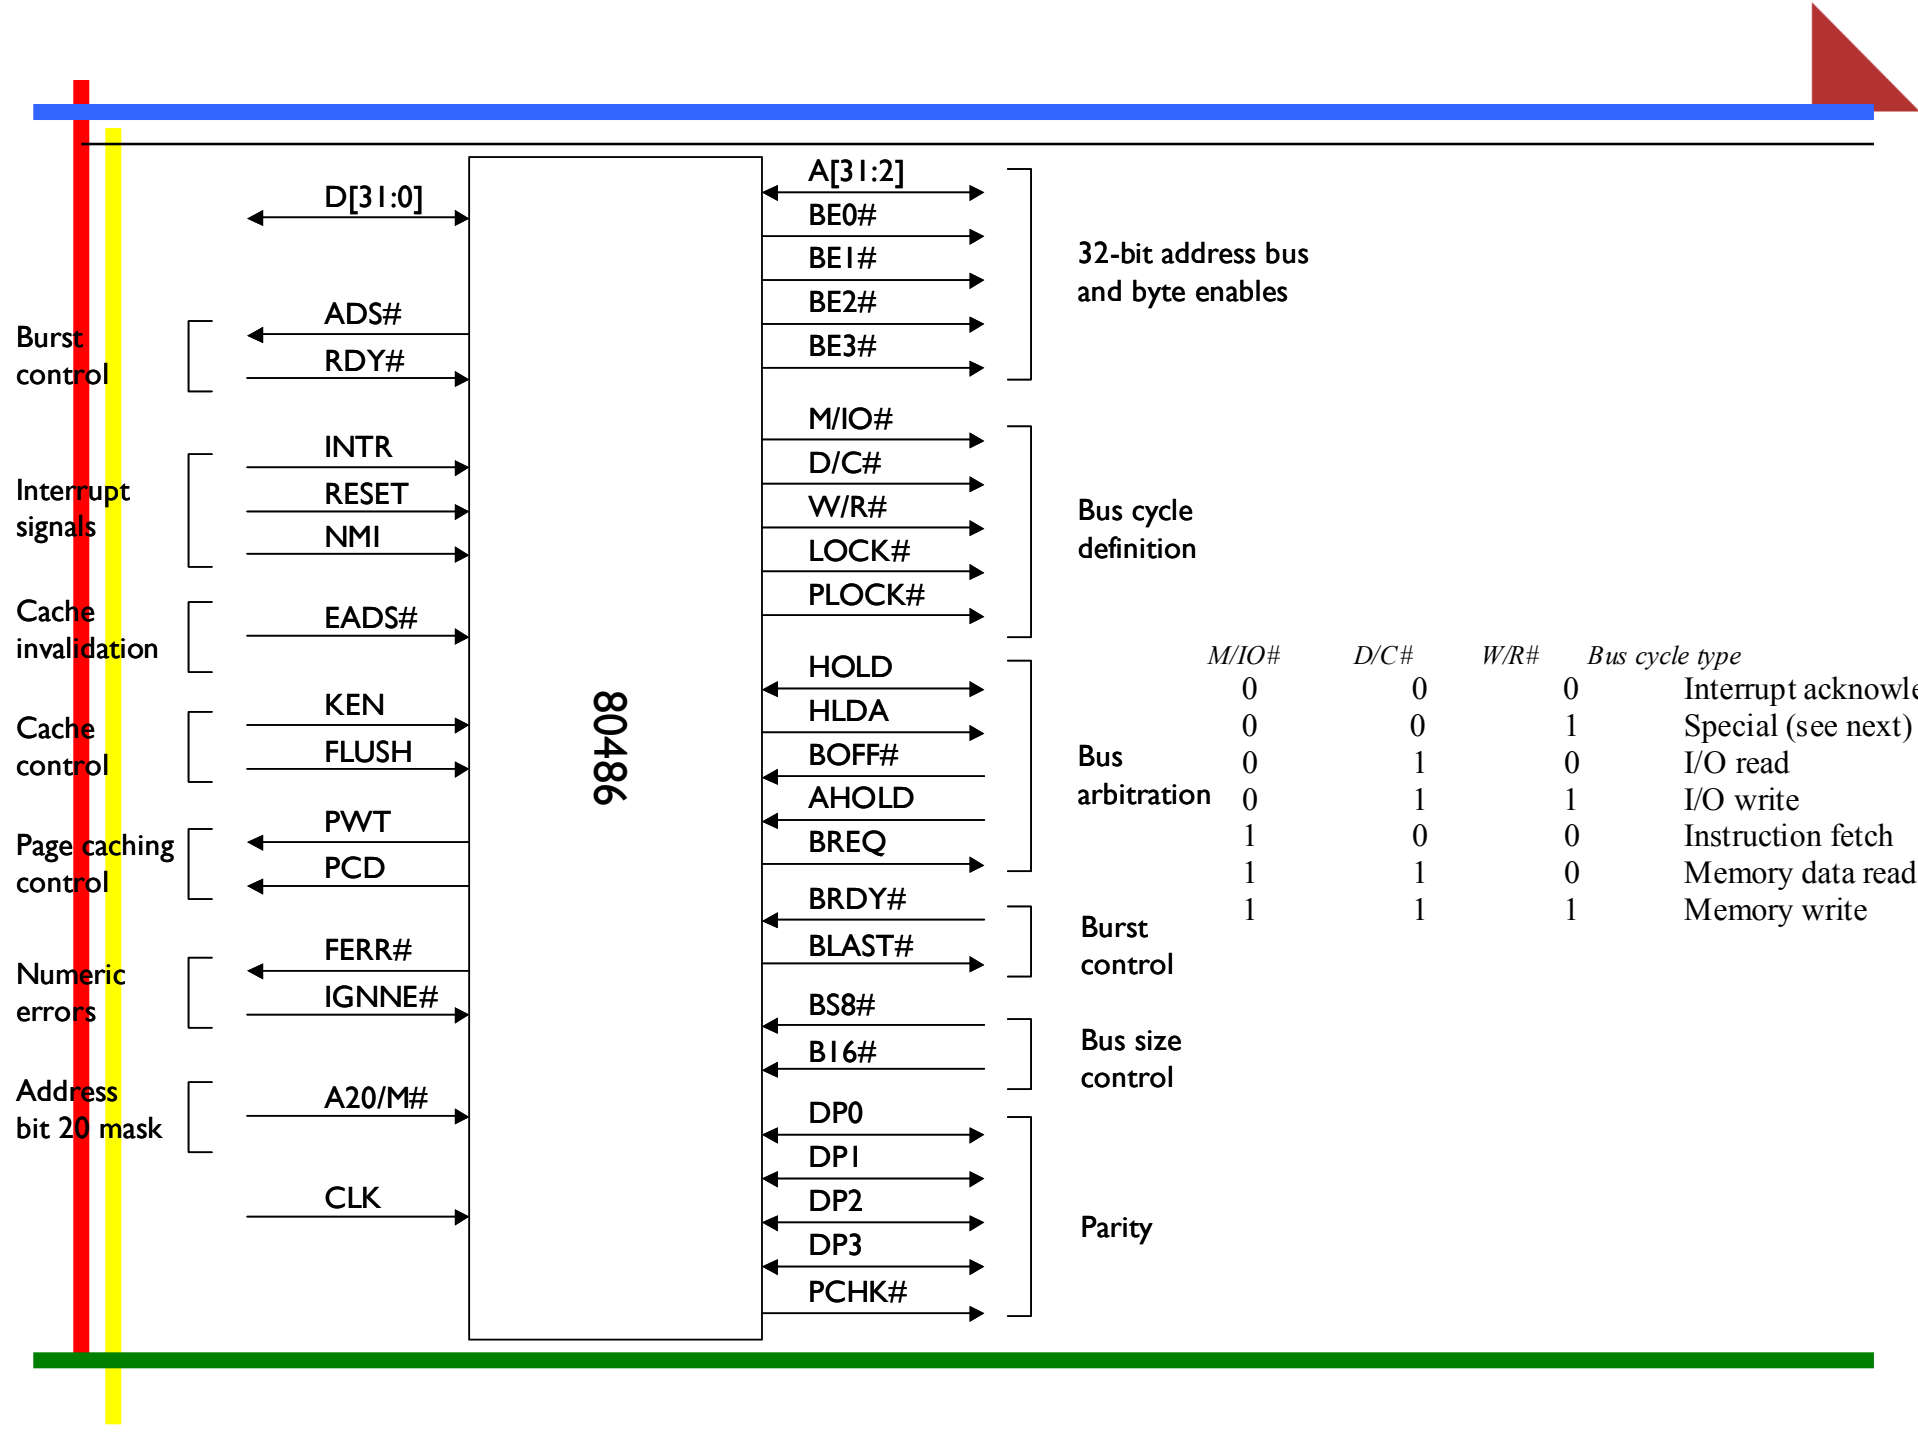 D[31:0]
ADS#
RDY#
Burst
control
INTR
RESET
NMI
Interrupt
signals
EADS#
Cache
invalidation
KEN
FLUSH
Cache
control
PWT
PCD
Page caching
control
FERR#
IGNNE#
Numeric
errors
A20/M#
Address
bit 20 mask
CLK
80486
A[31:2]
BE0#
BE1#
BE2#
BE3#
32-bit address bus
and byte enables
M/IO#
D/C#
W/R#
LOCK#
PLOCK#
Bus cycle
definition
HOLD
HLDA
BOFF#
AHOLD
BREQ
Bus
arbitration
BRDY#
BLAST#
Burst
control
BS8#
B16#
Bus size
control
DP0
DP1
DP2
DP3
PCHK#
Parity
M/IO# D/C# W/R# Bus cycle type
0 0 0 Interrupt
0 0 1 Special (see next)
0 1 0 I/O read
0 1 1 I/O write
1 0 0 Instruction fetch
1 1 0 Memory data read
1 1 1 Memory write